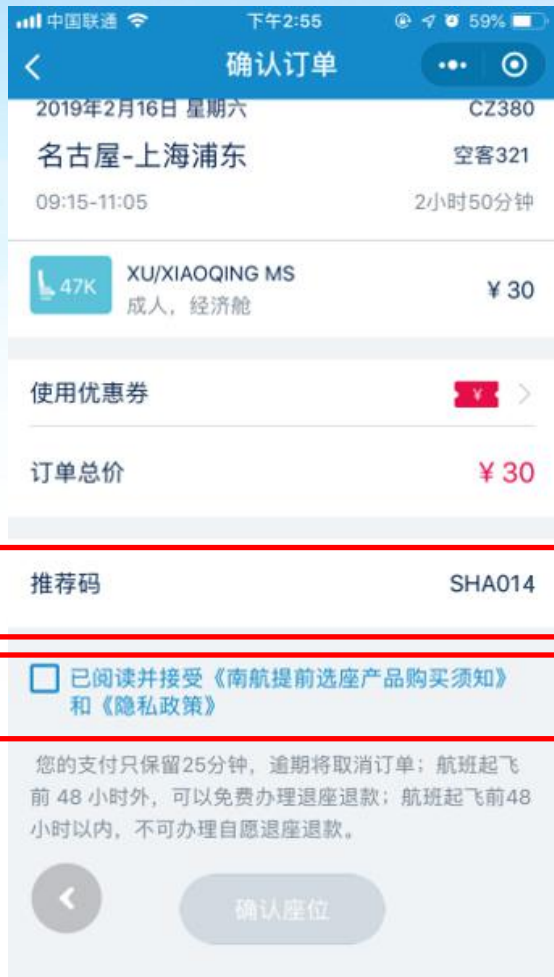 中国联通 下午2:55 59%
确认订单
2019年2月16日 星期六 CZ380
名古屋-上海浦东 空客321
09:15-11:05 2小时50分钟
47K XU/XIAOQING MS ¥ 30
成人，经济舱
使用优惠券 ¥
订单总价 ¥ 30
推荐码 SHA014
已阅读并接受《南航提前选座产品购买须知》
和《隐私政策》
您的支付只保留25分钟，逾期将取消订单；航班起飞
前 48 小时外，可以免费办理退座退款；航班起飞前48
小时以内，不可办理自愿退座退款。
确认座位